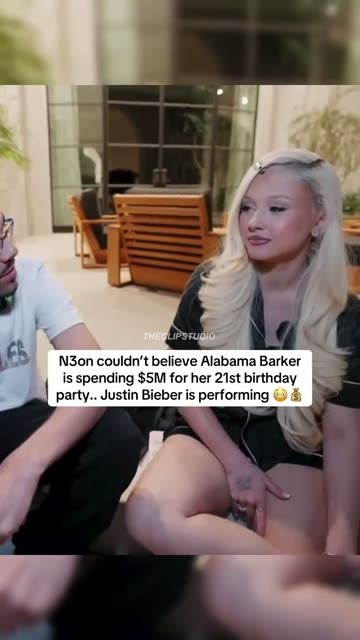 THECLIPSTUDIO
N3on couldn’t believe Alabama Barker
is spending $5M for her 21st birthday
party.. Justin Bieber is performing 😳💰